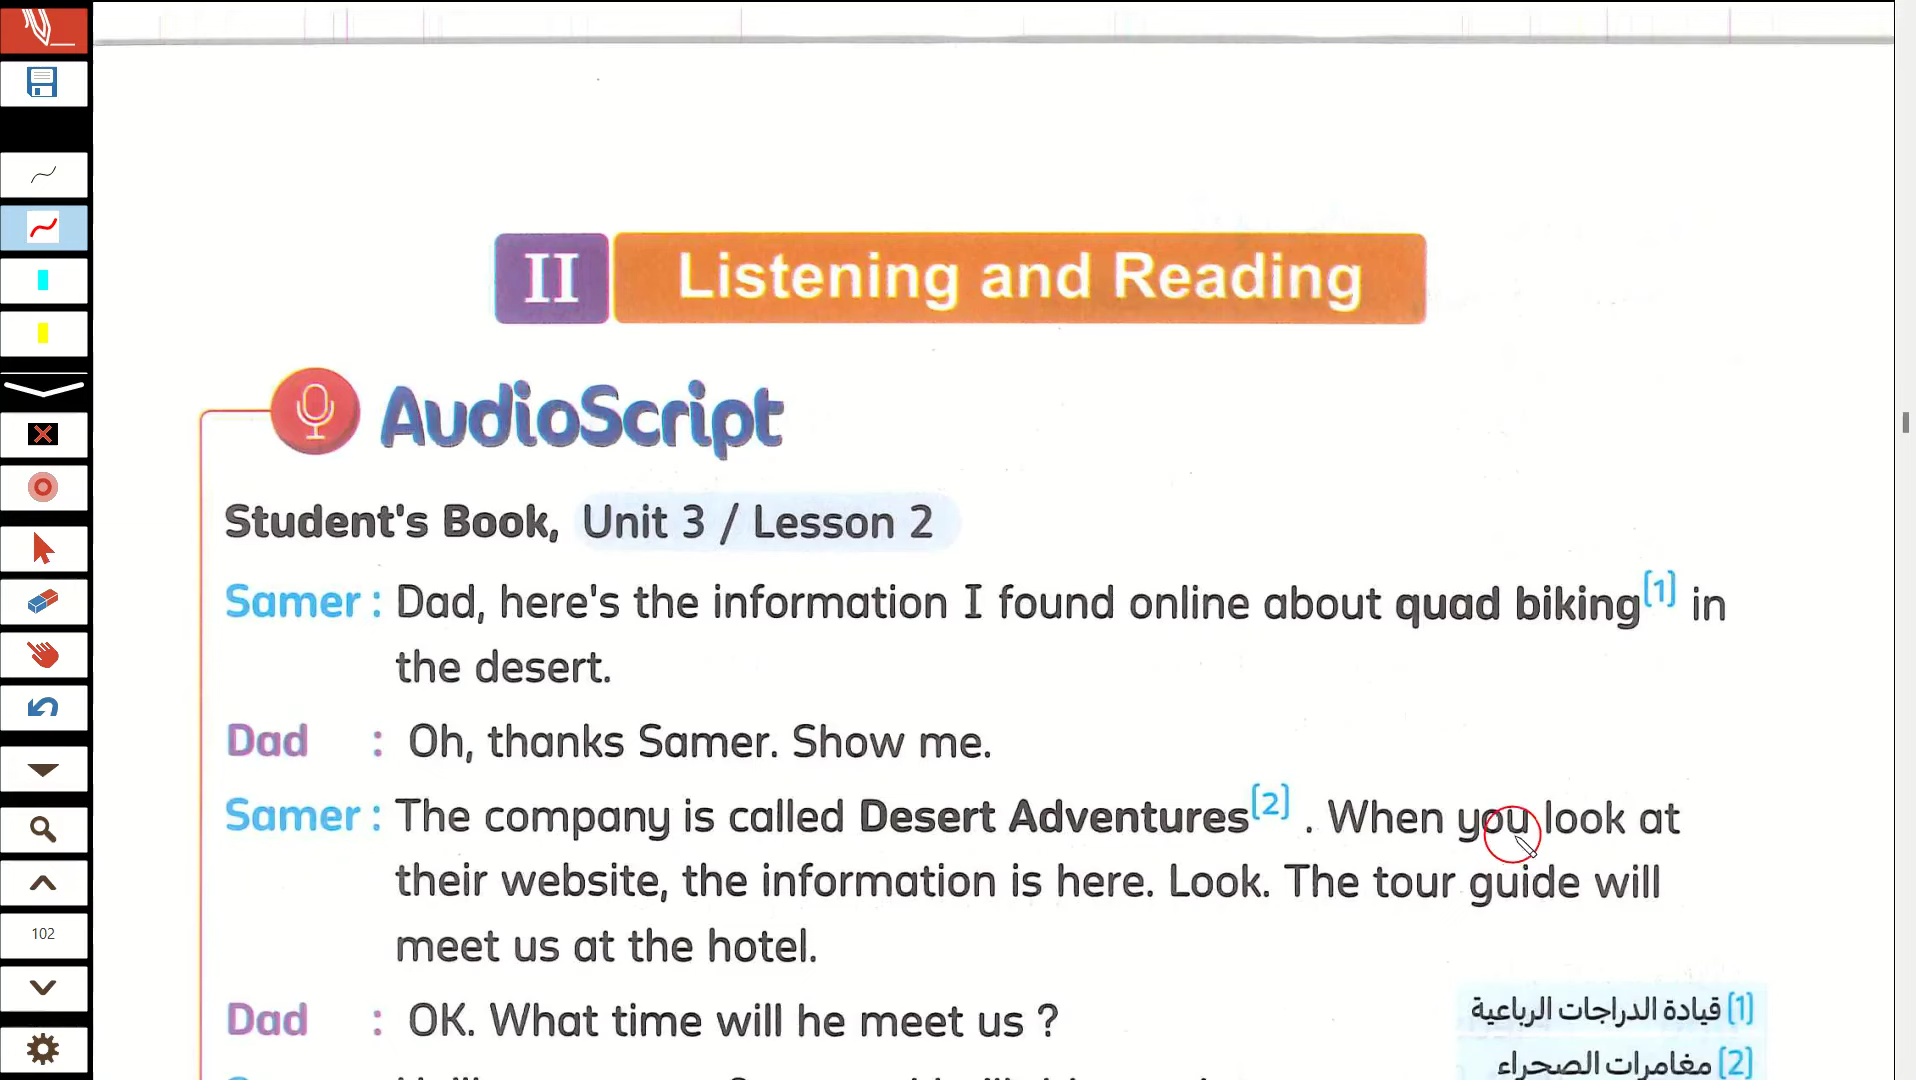 II Listening and Reading
AudioScript
Student's Book, Unit 3 / Lesson 2
Samer : Dad, here's the information I found online about quad biking[1] in
the desert.
Dad : Oh, thanks Samer. Show me.
Samer : The company is called Desert Adventures[2] . When you look at
their website, the information is here. Look. The tour guide will
meet us at the hotel.
Dad : OK. What time will he meet us ?
[1] قيادة الدراجات الرباعية
[2] مغامرات الصحراء
102